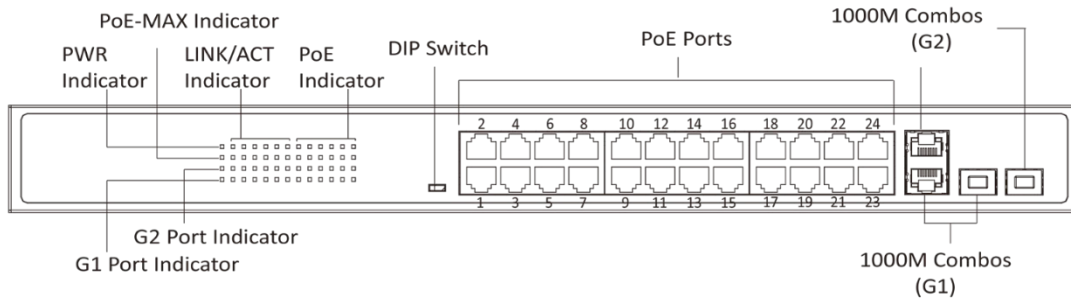 PoE-MAX Indicator
PWR
Indicator
LINK/ACT
Indicator
PoE
Indicator
DIP Switch
PoE Ports
1000M Combos
(G2)
2 4 6 8 10 12 14 16 18 20 22 24
1 3 5 7 9 11 13 15 17 19 21 23
G2 Port Indicator
G1 Port Indicator
1000M Combos
(G1)